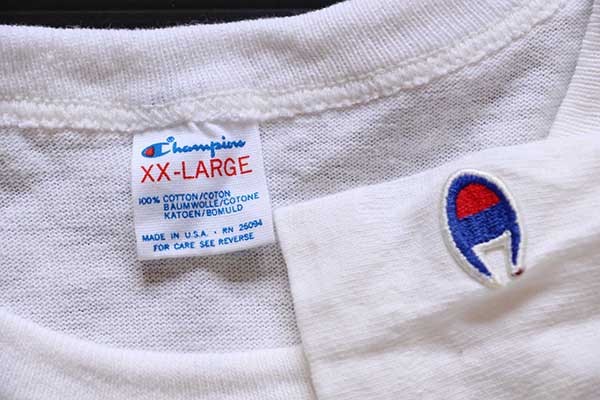 Champion
XX-LARGE
100% COTTON/COTON
BAUMWOLLE/COTONE
KATOEN/BOMULD
MADE IN U.S.A. · RN 26094
FOR CARE SEE REVERSE